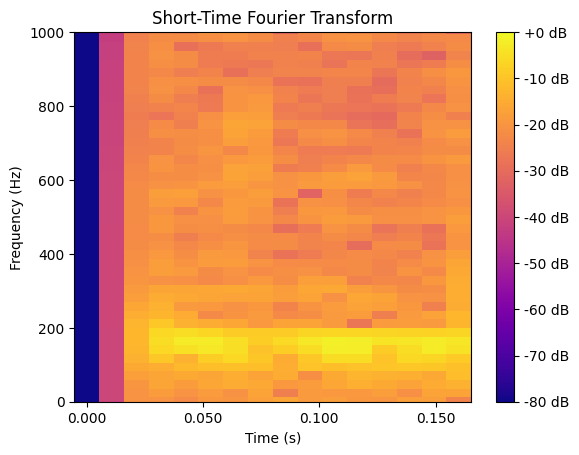 Short-Time Fourier Transform
1000
800
600
400
200
0
Frequency (Hz)
0.000
0.050
0.100
0.150
Time (s)
+0 dB
-10 dB
-20 dB
-30 dB
-40 dB
-50 dB
-60 dB
-70 dB
-80 dB